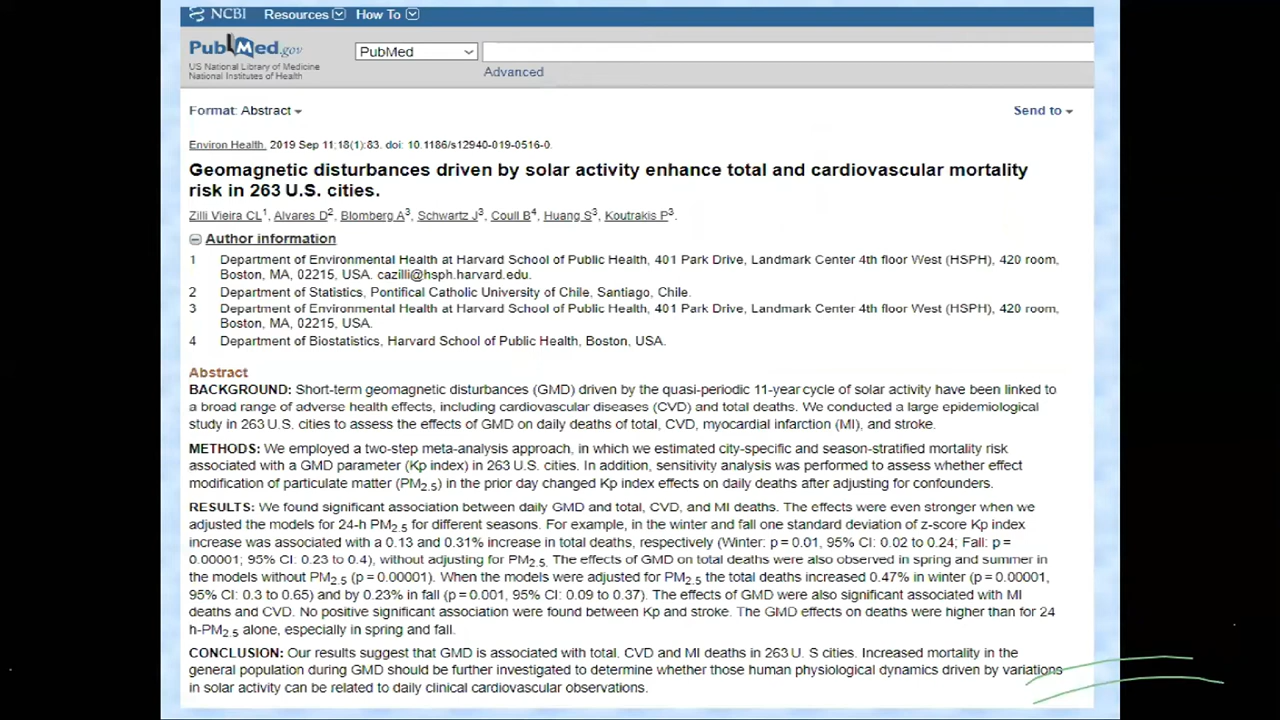 NCBI Resources How To
PubMed.gov
US National Library of Medicine
National Institutes of Health
PubMed
Advanced
Format: Abstract
Send to
Environ Health. 2019 Sep 11;18(1):83. doi: 10.1186/s12940-019-0516-0.
Geomagnetic disturbances driven by solar activity enhance total and cardiovascular mortality
risk in 263 U.S. cities.
Zilli Vieira CL1, Alvares D2, Blomberg A3, Schwartz J3, Coull B4, Huang S3, Koutrakis P3.
Author information
1 Department of Environmental Health at Harvard School of Public Health, 401 Park Drive, Landmark Center 4th floor West (HSPH), 420 room,
Boston, MA, 02215, USA. cazilli@hsph.harvard.edu.
2 Department of Statistics, Pontifical Catholic University of Chile, Santiago, Chile.
3 Department of Environmental Health at Harvard School of Public Health, 401 Park Drive, Landmark Center 4th floor West (HSPH), 420 room,
Boston, MA, 02215, USA.
4 Department of Biostatistics, Harvard School of Public Health, Boston, USA.
Abstract
BACKGROUND: Short-term geomagnetic disturbances (GMD) driven by the quasi-periodic 11-year cycle of solar activity have been linked to
a broad range of adverse health effects, including cardiovascular diseases (CVD) and total deaths. We conducted a large epidemiological
study in 263 U.S. cities to assess the effects of GMD on daily deaths of total, CVD, myocardial infarction (MI), and stroke.
METHODS: We employed a two-step meta-analysis approach, in which we estimated city-specific and season-stratified mortality risk
associated with a GMD parameter (Kp index) in 263 U.S. cities. In addition, sensitivity analysis was performed to assess whether effect
modification of particulate matter (PM2.5) in the prior day changed Kp index effects on daily deaths after adjusting for confounders.
RESULTS: We found significant association between daily GMD and total, CVD, and MI deaths. The effects were even stronger when we
adjusted the models for 24-h PM2.5 for different seasons. For example, in the winter and fall one standard deviation of z-score Kp index
increase was associated with a 0.13 and 0.31% increase in total deaths, respectively (Winter: p = 0.01, 95% CI: 0.02 to 0.24; Fall: p =
0.00001; 95% CI: 0.23 to 0.4), without adjusting for PM2.5. The effects of GMD on total deaths were also observed in spring and summer in
the models without PM2.5 (p = 0.00001). When the models were adjusted for PM2.5 the total deaths increased 0.47% in winter (p = 0.00001,
95% CI: 0.3 to 0.65) and by 0.23% in fall (p = 0.001, 95% CI: 0.09 to 0.37). The effects of GMD were also significant associated with MI
deaths and CVD. No positive significant association were found between Kp and stroke. The GMD effects on deaths were higher than for 24
h-PM2.5 alone, especially in spring and fall.
CONCLUSION: Our results suggest that GMD is associated with total, CVD and MI deaths in 263 U. S cities. Increased mortality in the
general population during GMD should be further investigated to determine whether those human physiological dynamics driven by variations
in solar activity can be related to daily clinical cardiovascular observations.